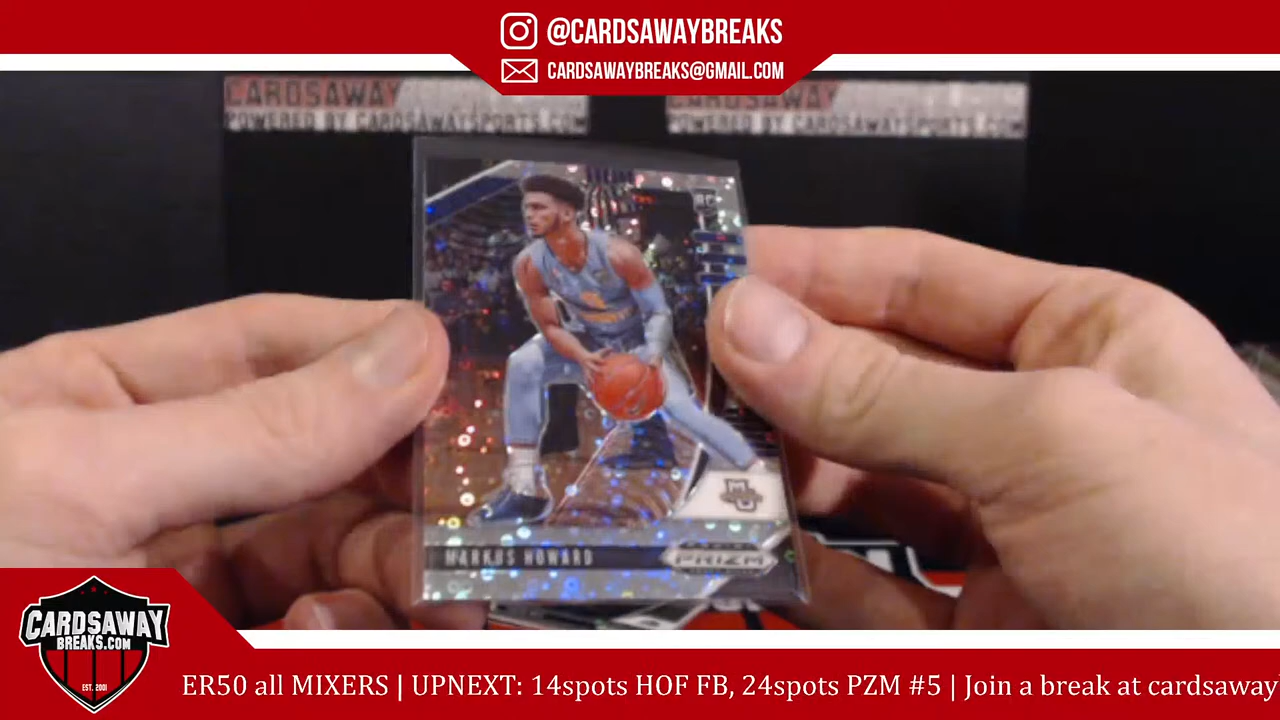 @CARDSAWAYBREAKS
CARDSAWAYBREAKS@GMAIL.COM
CARDSAWAY CARDSAWAY
POWERED BY CARDSAWAYSPORTS.COM POWERED BY CARDSAWAYSPORTS.COM
RC
MU
MARKUS HOWARD
PRIZM
CARDSAWAY
BREAKS.COM
EST. 2001
ER50 all MIXERS | UPNEXT: 14spots HOF FB, 24spots PZM #5 | Join a break at cardsaway